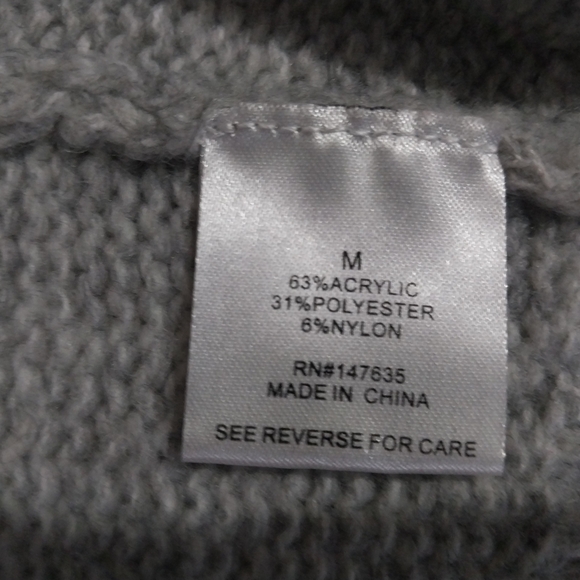 M
63%ACRYLIC
31%POLYESTER
6%NYLON
RN#147635
MADE IN CHINA
SEE REVERSE FOR CARE